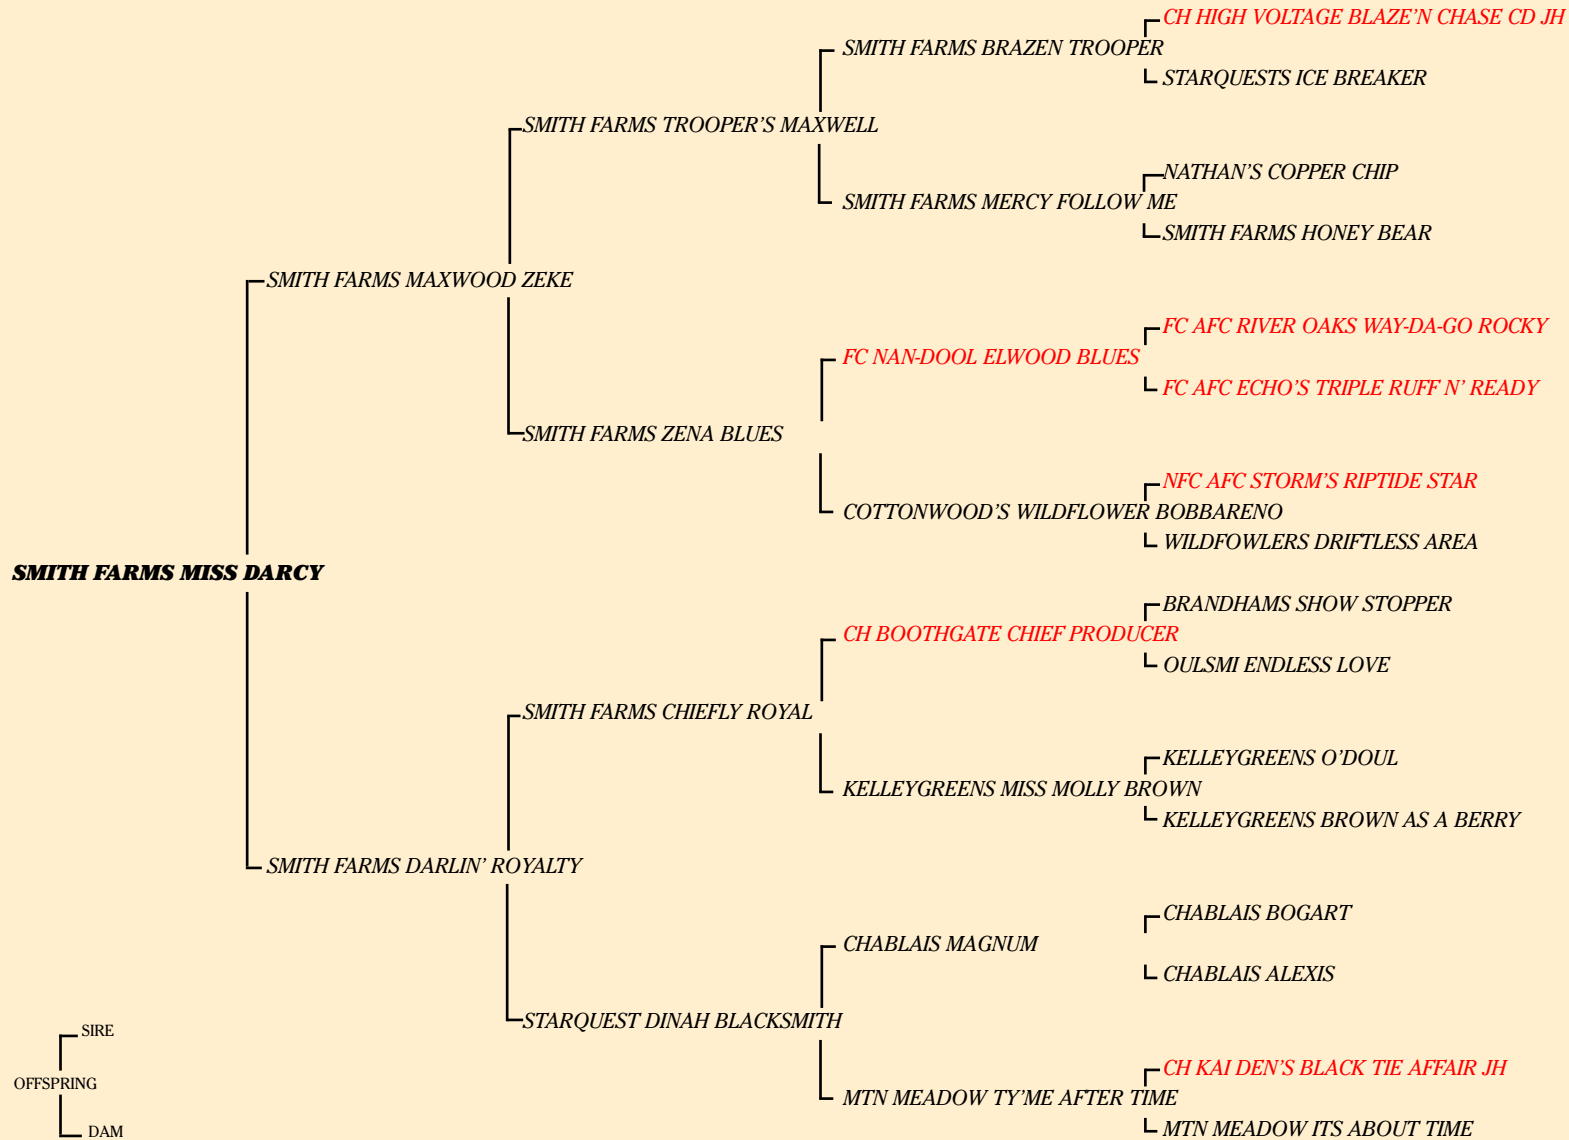 CH HIGH VOLTAGE BLAZE'N CHASE CD JH
SMITH FARMS BRAZEN TROOPER
STARQUESTS ICE BREAKER
SMITH FARMS TROOPER'S MAXWELL
NATHAN'S COPPER CHIP
SMITH FARMS MERCY FOLLOW ME
SMITH FARMS HONEY BEAR
SMITH FARMS MAXWOOD ZEKE
FC AFC RIVER OAKS WAY-DA-GO ROCKY
FC NAN-DOOL ELWOOD BLUES
FC AFC ECHO'S TRIPLE RUFF N' READY
SMITH FARMS ZENA BLUES
NFC AFC STORM'S RIPTIDE STAR
COTTONWOOD'S WILDFLOWER BOBBARENO
WILDFOWLERS DRIFTLESS AREA
SMITH FARMS MISS DARCY
BRANDHAMS SHOW STOPPER
CH BOOTHGATE CHIEF PRODUCER
OULSMI ENDLESS LOVE
SMITH FARMS CHIEFLY ROYAL
KELLEYGREENS O'DOUL
KELLEYGREENS MISS MOLLY BROWN
KELLEYGREENS BROWN AS A BERRY
SMITH FARMS DARLIN' ROYALTY
CHABLAIS BOGART
CHABLAIS MAGNUM
CHABLAIS ALEXIS
STARQUEST DINAH BLACKSMITH
CH KAI DEN'S BLACK TIE AFFAIR JH
MTN MEADOW TY'ME AFTER TIME
MTN MEADOW ITS ABOUT TIME
SIRE
OFFSPRING
DAM